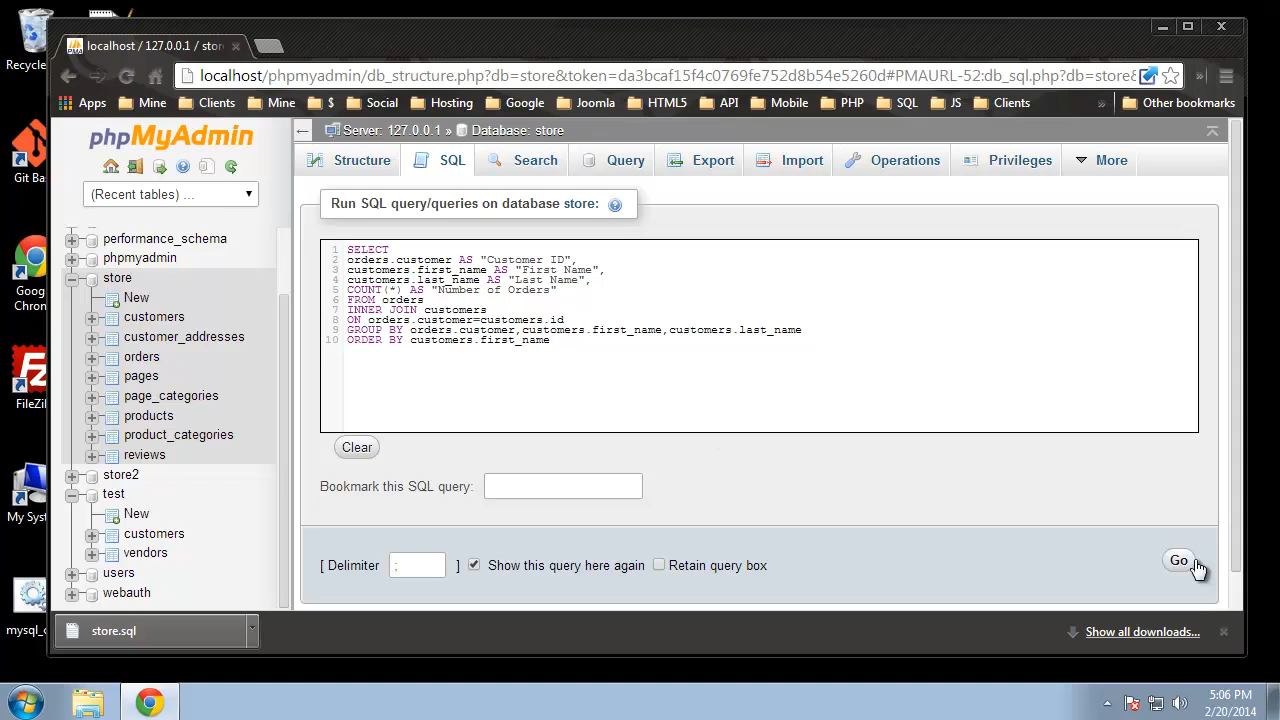 Recycle
Git Bas
Goog
Chron
FileZil
My Sys
mysql_c
localhost / 127.0.0.1 / stor
localhost/phpmyadmin/db_structure.php?db=store&token=da3bcaf15f4c0769fe752d8b54e52c0d#PMAURL-52:db_sql.php?db=store&
Apps Mine Clients Mine $ Social Hosting Google Joomla HTML5 API Mobile PHP SQL JS Clients » Other bookmarks
phpMyAdmin
(Recent tables) ...
performance_schema
phpmyadmin
store
New
customers
customer_addresses
orders
pages
page_categories
products
product_categories
reviews
store2
test
New
customers
vendors
users
webauth
Server: 127.0.0.1 » Database: store
Structure SQL Search Query Export Import Operations Privileges More
Run SQL query/queries on database store:
1 SELECT
2 orders.customer AS "Customer ID",
3 customers.first_name AS "First Name",
4 customers.last_name AS "Last Name",
5 COUNT(*) AS "Number of Orders"
6 FROM orders
7 INNER JOIN customers
8 ON orders.customer=customers.id
9 GROUP BY orders.customer,customers.first_name,customers.last_name
10 ORDER BY customers.first_name
Clear
Bookmark this SQL query:
[ Delimiter ; ] Show this query here again Retain query box
Go
store.sql
Show all downloads...
5:06 PM
2/20/2014